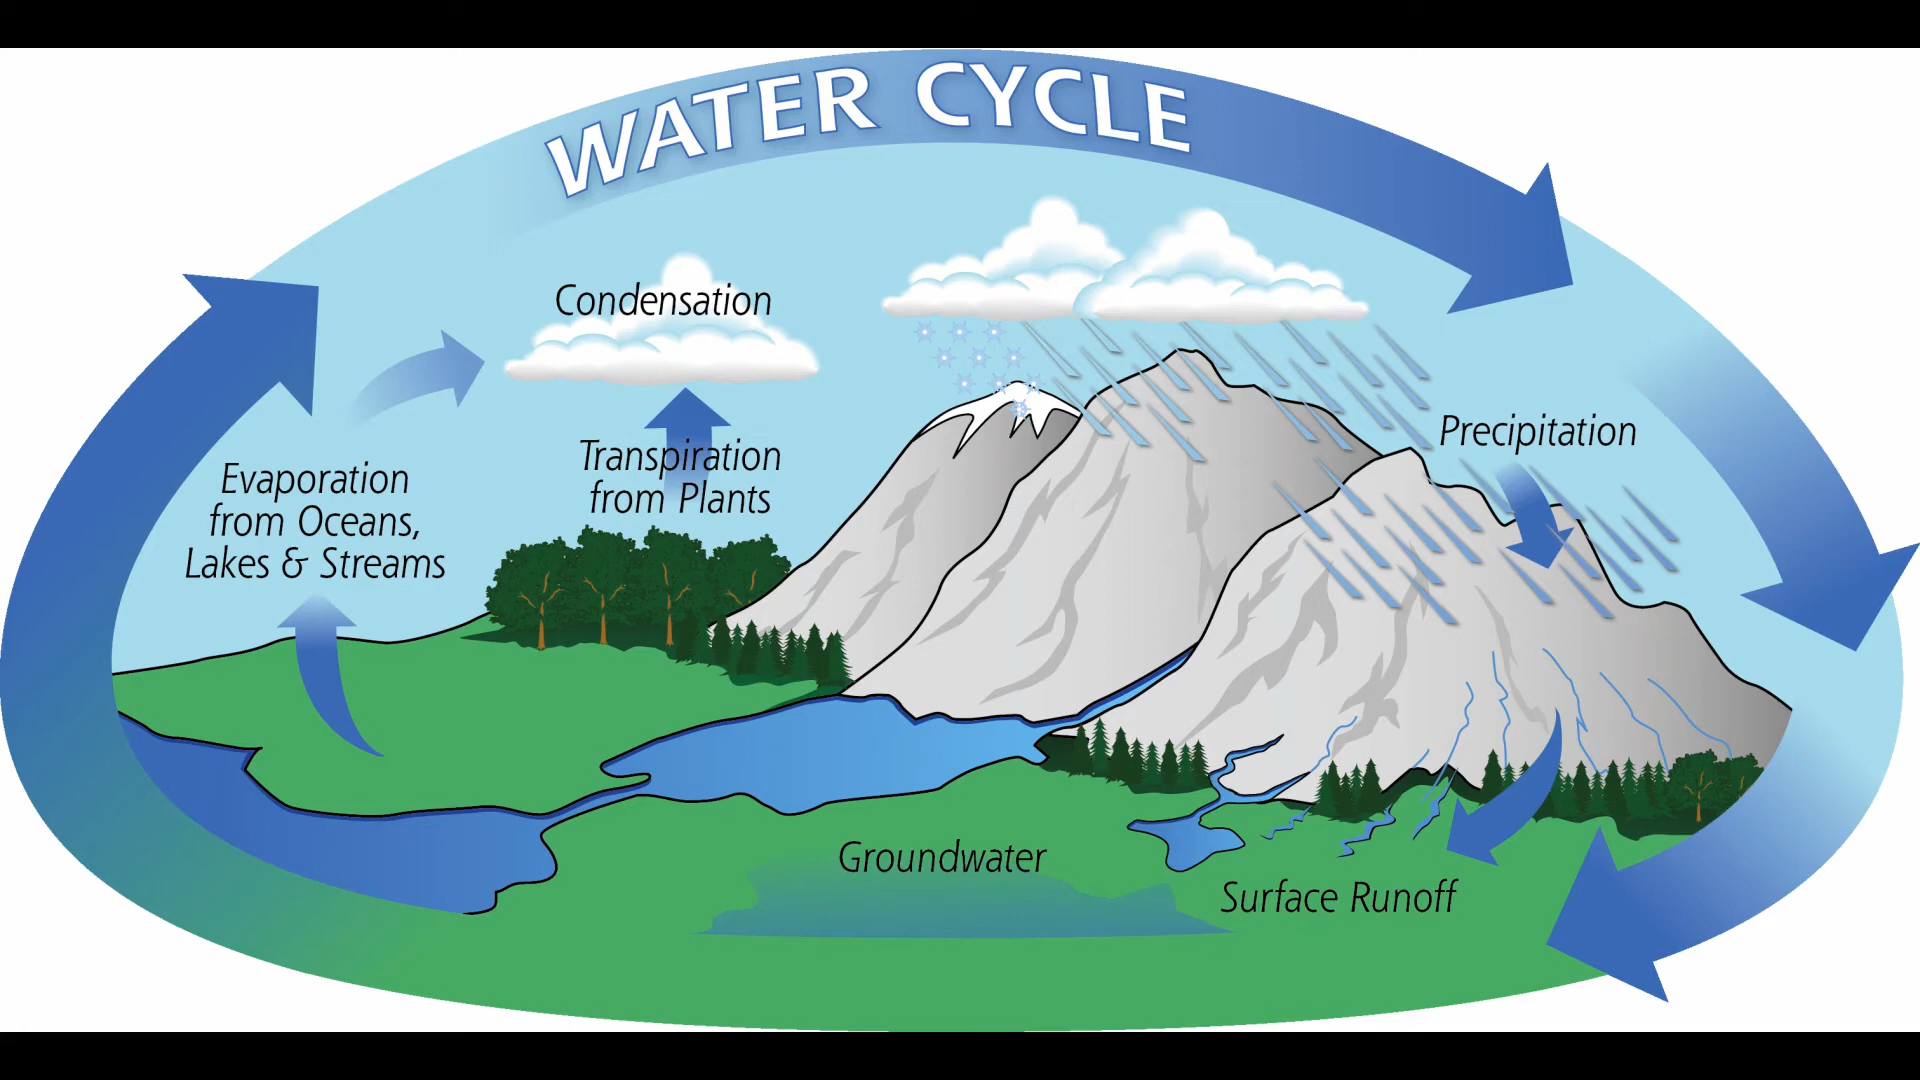 WATER CYCLE
Condensation
Precipitation
Evaporation
from Oceans,
Lakes & Streams
Transpiration
from Plants
Groundwater
Surface Runoff